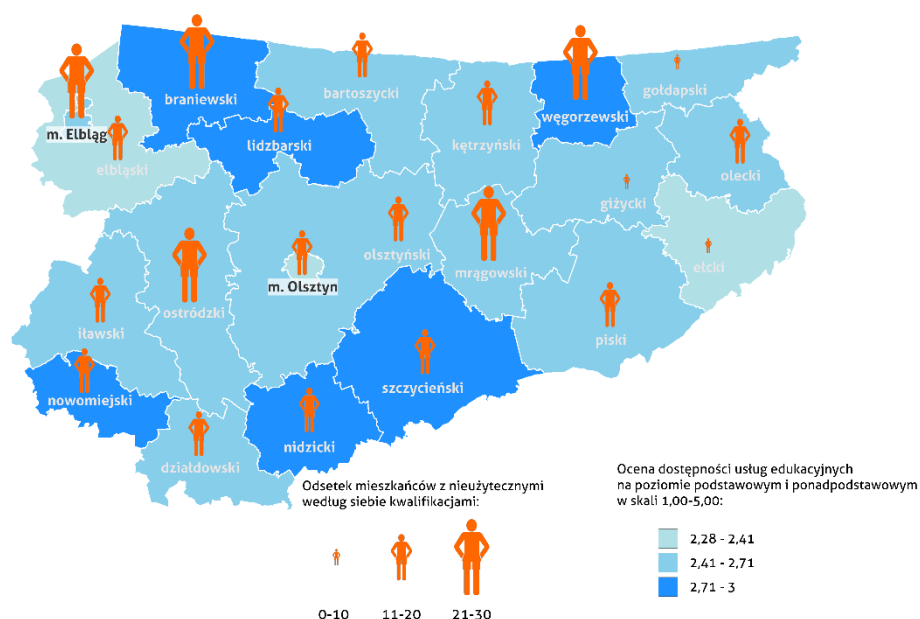 braniewski
bartoszycki
gołdapski
węgorzewski
m. Elbląg
lidzbarski
kętrzyński
elbląski
olecki
giżycki
olsztyński
ełcki
mrągowski
m. Olsztyn
ostródzki
iławski
piski
szczycieński
nowomiejski
nidzicki
działdowski
Odsetek mieszkańców z nieużytecznymi
według siebie kwalifikacjami:
0-10
11-20
21-30
Ocena dostępności usług edukacyjnych
na poziomie podstawowym i ponadpodstawowym
w skali 1,00-5,00:
2,28 - 2,41
2,41 - 2,71
2,71 - 3